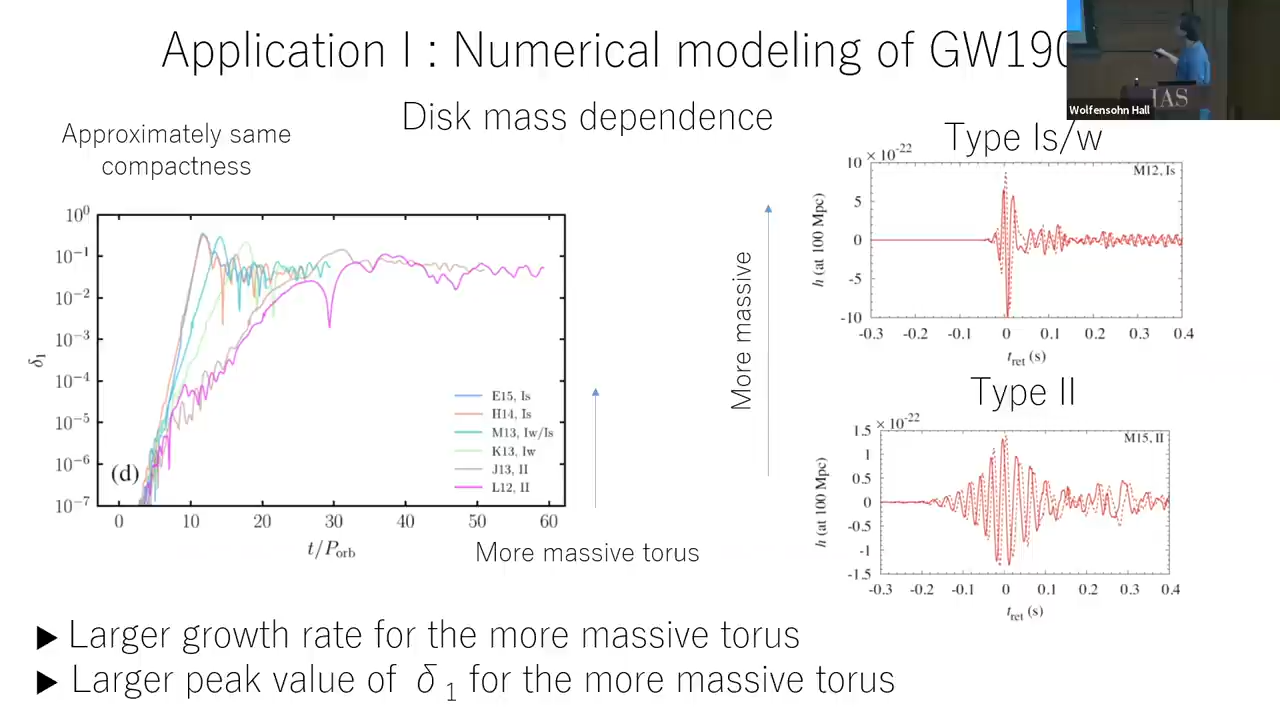 Application I : Numerical modeling of GW190
Wolfensohn Hall
IAS
Disk mass dependence
Approximately same
compactness
10⁰
10⁻¹
10⁻²
10⁻³
10⁻⁴
10⁻⁵
10⁻⁶
10⁻⁷
δ₁
(d)
E15, Is
H14, Is
M13, Iw/Is
K13, Iw
J13, II
L12, II
0 10 20 30 40 50 60
t/P_orb
More massive torus
More massive
Type Is/w
× 10⁻²²
M12, Is
10
5
0
-5
-10
h (at 100 Mpc)
-0.3 -0.2 -0.1 0 0.1 0.2 0.3 0.4
t_ret (s)
Type II
× 10⁻²²
M15, II
1.5
1
0.5
0
-0.5
-1
-1.5
h (at 100 Mpc)
-0.3 -0.2 -0.1 0 0.1 0.2 0.3 0.4
t_ret (s)
▶ Larger growth rate for the more massive torus
▶ Larger peak value of δ₁ for the more massive torus